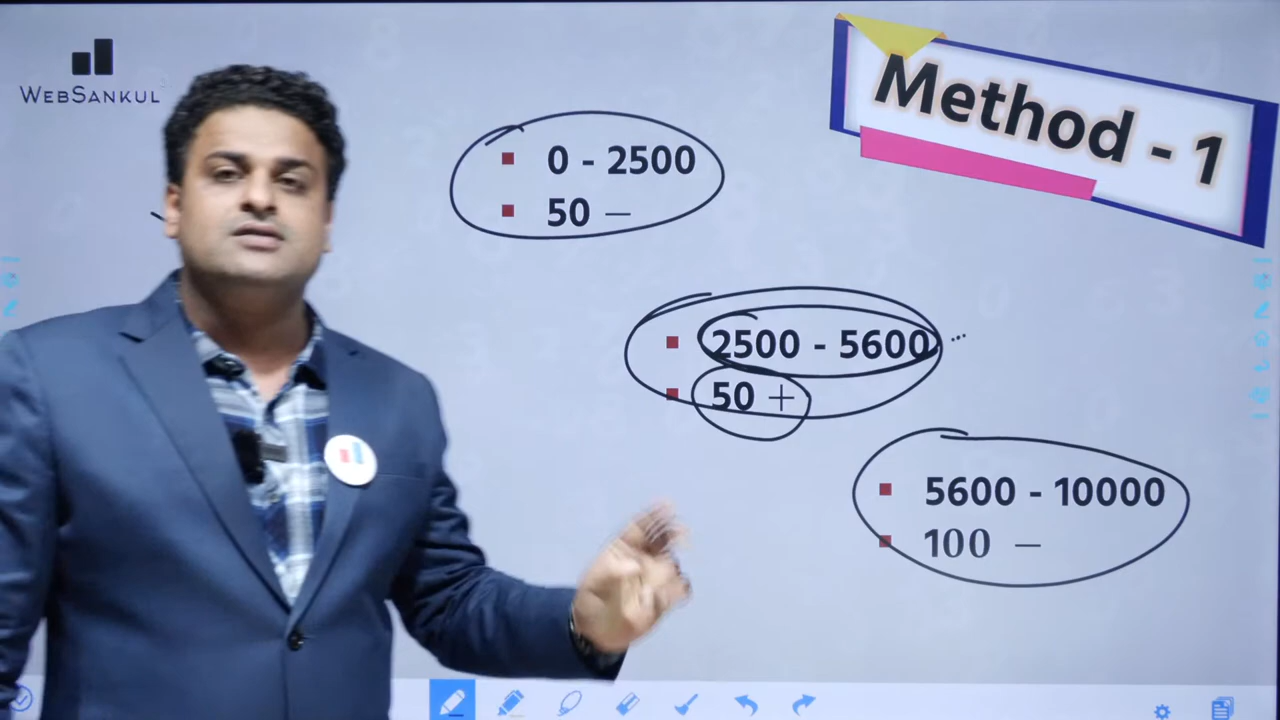 WEBSANKUL
Method - 1
0 - 2500
50 −
2500 - 5600
50 +
5600 - 10000
100 −